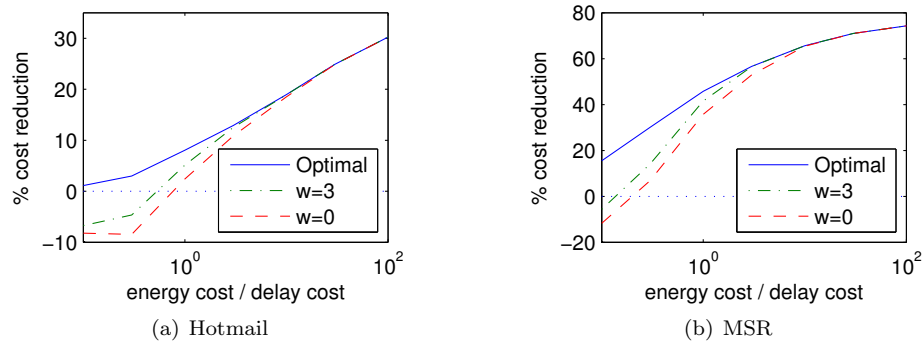 % cost reduction
30
20
10
0
−10
Optimal
w=3
w=0
10^0
10^2
energy cost / delay cost
(a) Hotmail
% cost reduction
80
60
40
20
0
−20
Optimal
w=3
w=0
10^0
10^2
energy cost / delay cost
(b) MSR